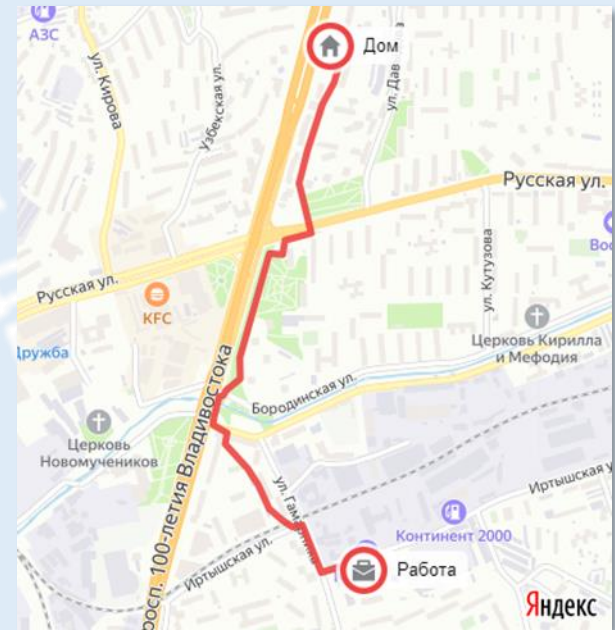 АЗС
Дом
ул. Кирова
Узбекская ул.
ул. Дав
Русская ул.
Русская ул.
KFC
ул. Кутузова
Вос
Церковь Кирилла
и Мефодия
Дружба
Бородинская ул.
Церковь
Новомучеников
просп. 100-летия Владивостока
ул. Гамарника
Иртышская у
Континент 2000
Иртышская ул.
Работа
Яндекс